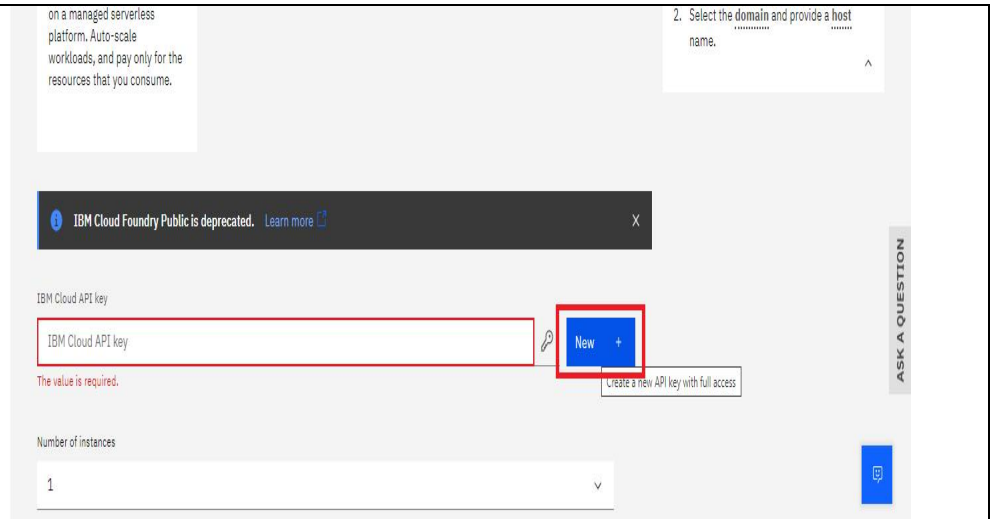 on a managed serverless
platform. Auto-scale
workloads, and pay only for the
resources that you consume.
2. Select the domain and provide a host
name.
IBM Cloud Foundry Public is deprecated. Learn more
IBM Cloud API key
IBM Cloud API key
New +
The value is required.
Create a new API key with full access
Number of instances
1
ASK A QUESTION